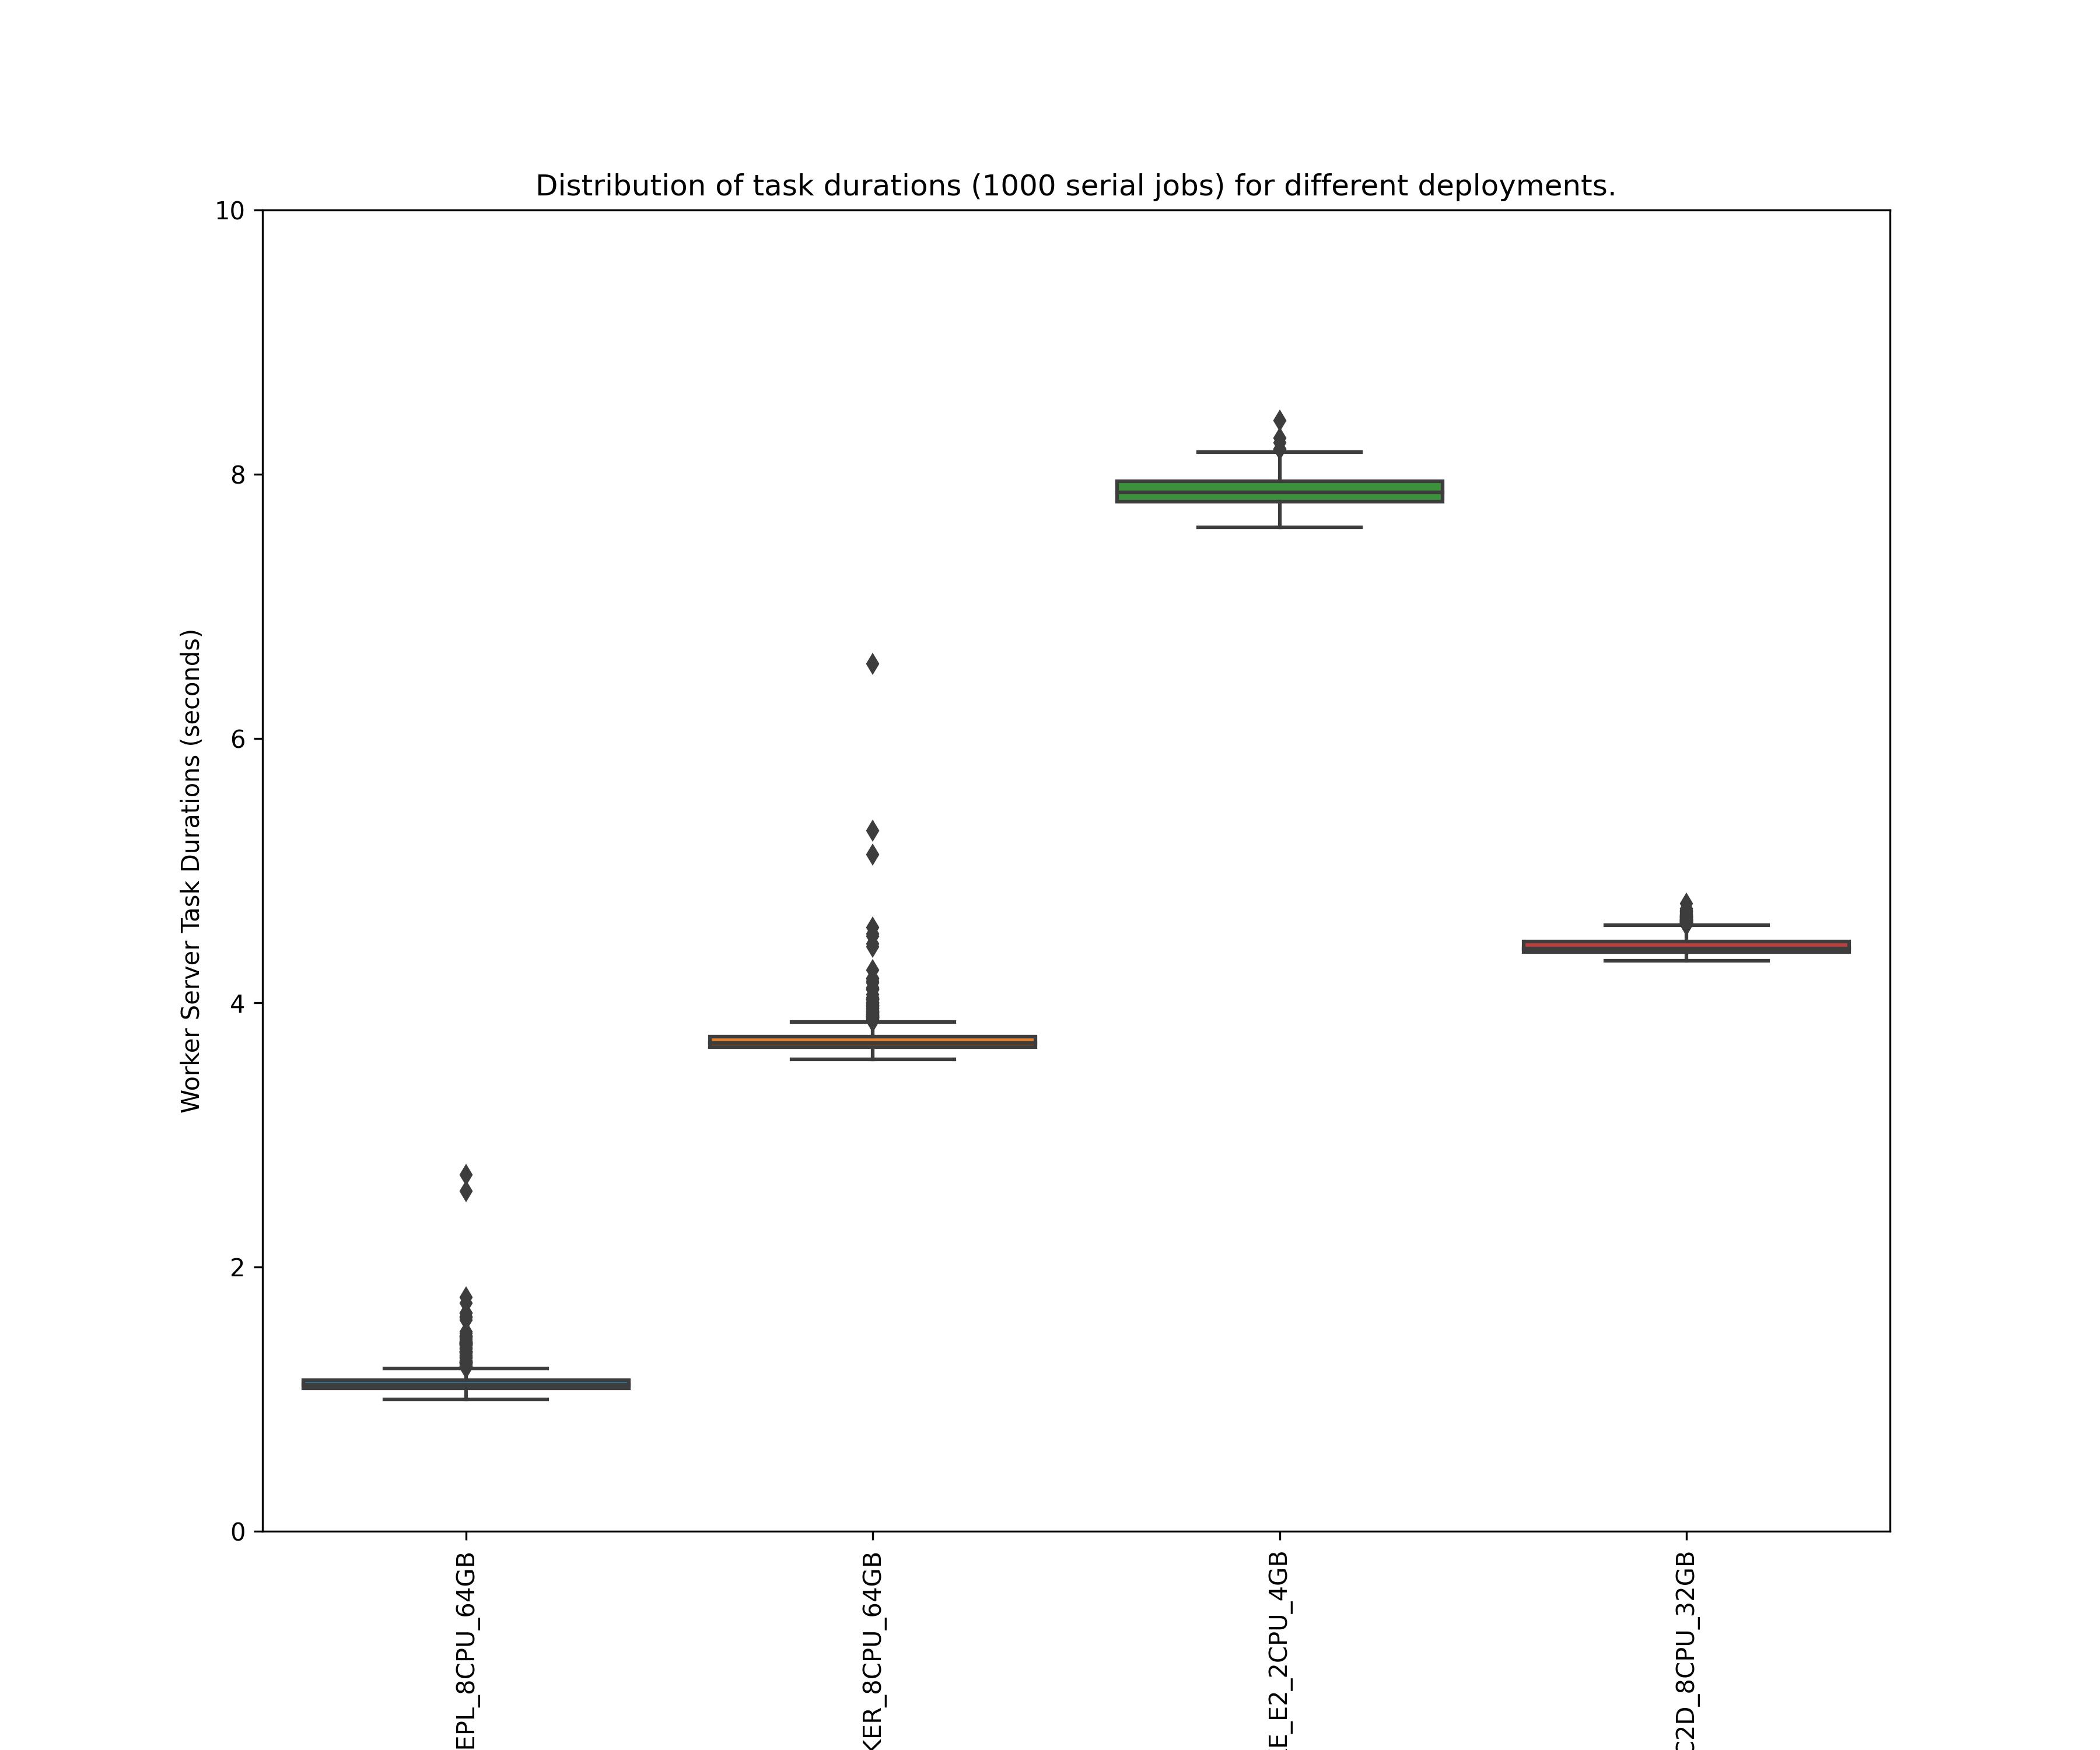 Distribution of task durations (1000 serial jobs) for different deployments.
10
8
6
4
2
0
Worker Server Task Durations (seconds)
EPL_8CPU_64GB
KER_8CPU_64GB
E_E2_2CPU_4GB
C2D_8CPU_32GB